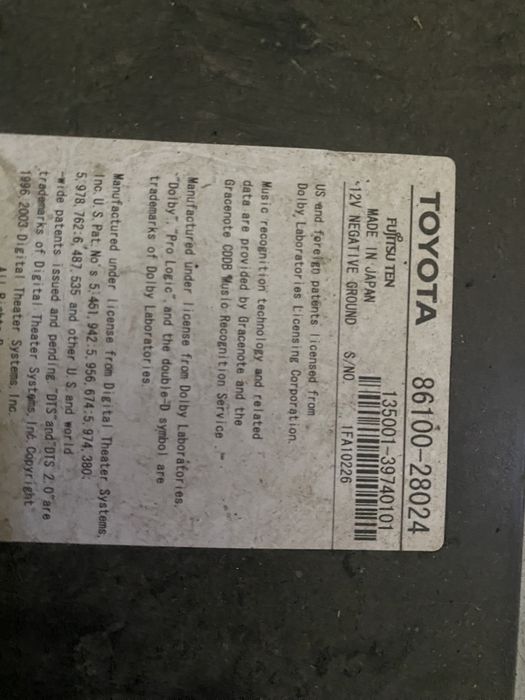 TOYOTA 86100-28024
FUJITSU TEN 135001-39740101
MADE IN JAPAN
12V NEGATIVE GROUND S/NO. 1FA10226
US and foreign patents licensed from
Dolby Laboratories Licensing Corporation.
Music recognition technology and related
data are provided by Gracenote and the
Gracenote CDDB Music Recognition Service
Manufactured under license from Dolby Laboratories.
"Dolby", "Pro Logic", and the double-D symbol are
trademarks of Dolby Laboratories.
Manufactured under license from Digital Theater Systems,
Inc. U.S. Pat. No's 5,461,942:5,956,674:5,974,380:
5,978,762:6,487,535 and other U.S. and world
-wide patents issued and pending. "DTS" and "DTS 2.0" are
trademarks of Digital Theater Systems, Inc. Copyright
1996,2003 Digital Theater Systems, Inc.